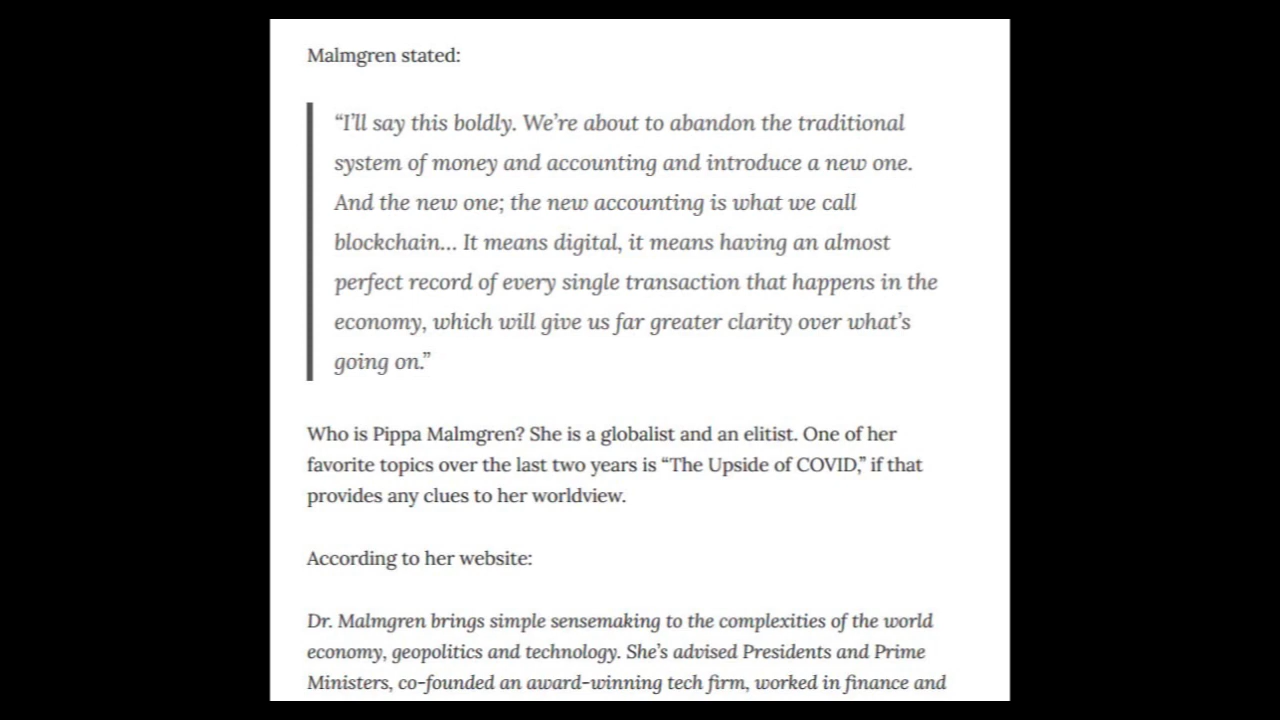 Malmgren stated:
“I’ll say this boldly. We’re about to abandon the traditional
system of money and accounting and introduce a new one.
And the new one; the new accounting is what we call
blockchain… It means digital, it means having an almost
perfect record of every single transaction that happens in the
economy, which will give us far greater clarity over what’s
going on.”
Who is Pippa Malmgren? She is a globalist and an elitist. One of her
favorite topics over the last two years is “The Upside of COVID,” if that
provides any clues to her worldview.
According to her website:
Dr. Malmgren brings simple sensemaking to the complexities of the world
economy, geopolitics and technology. She’s advised Presidents and Prime
Ministers, co-founded an award-winning tech firm, worked in finance and